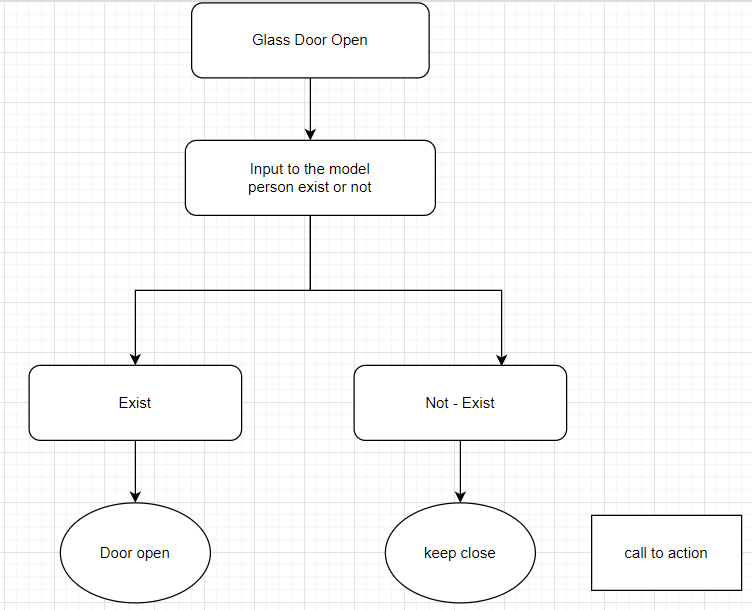 Glass Door Open
Input to the model
person exist or not
Exist
Not - Exist
Door open
keep close
call to action